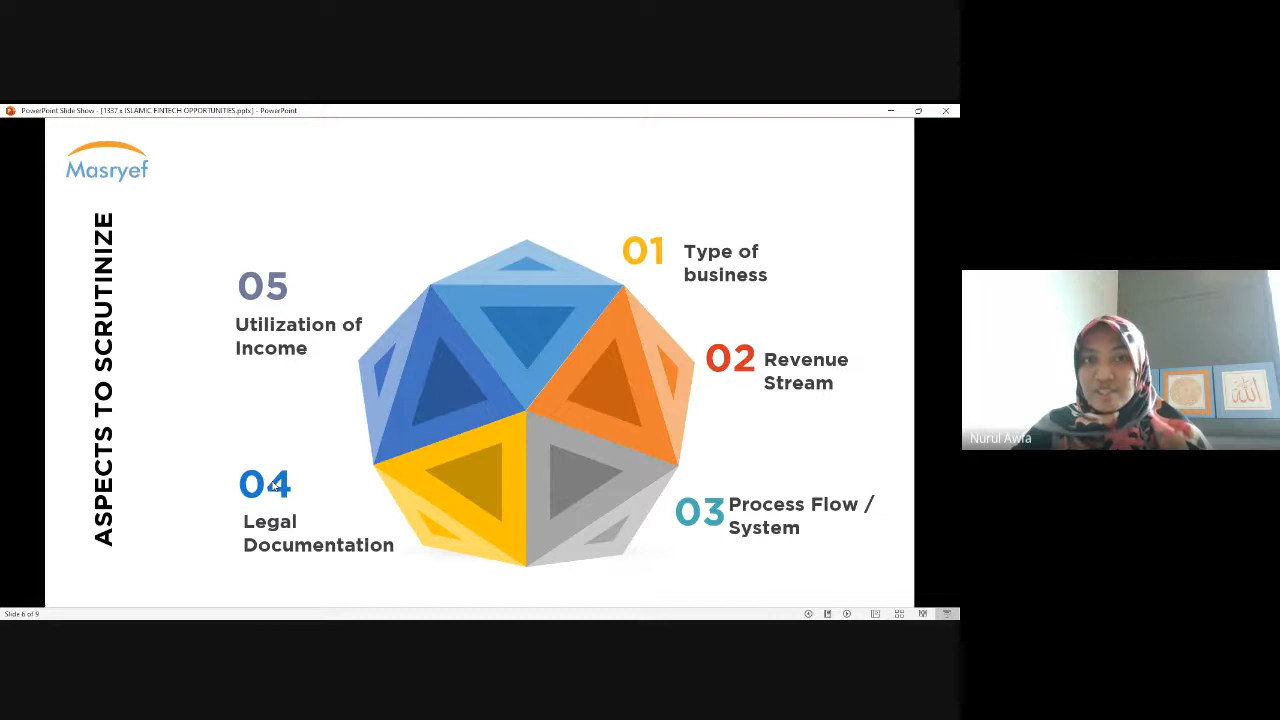 PowerPoint Slide Show - [1337 x ISLAMIC FINTECH OPPORTUNITIES.pptx] - PowerPoint
Masryef
ASPECTS TO SCRUTINIZE
01
Type of
business
02
Revenue
Stream
03
Process Flow /
System
04
Legal
Documentation
05
Utilization of
Income
Slide 6 of 9
Nurul Awfa
الله